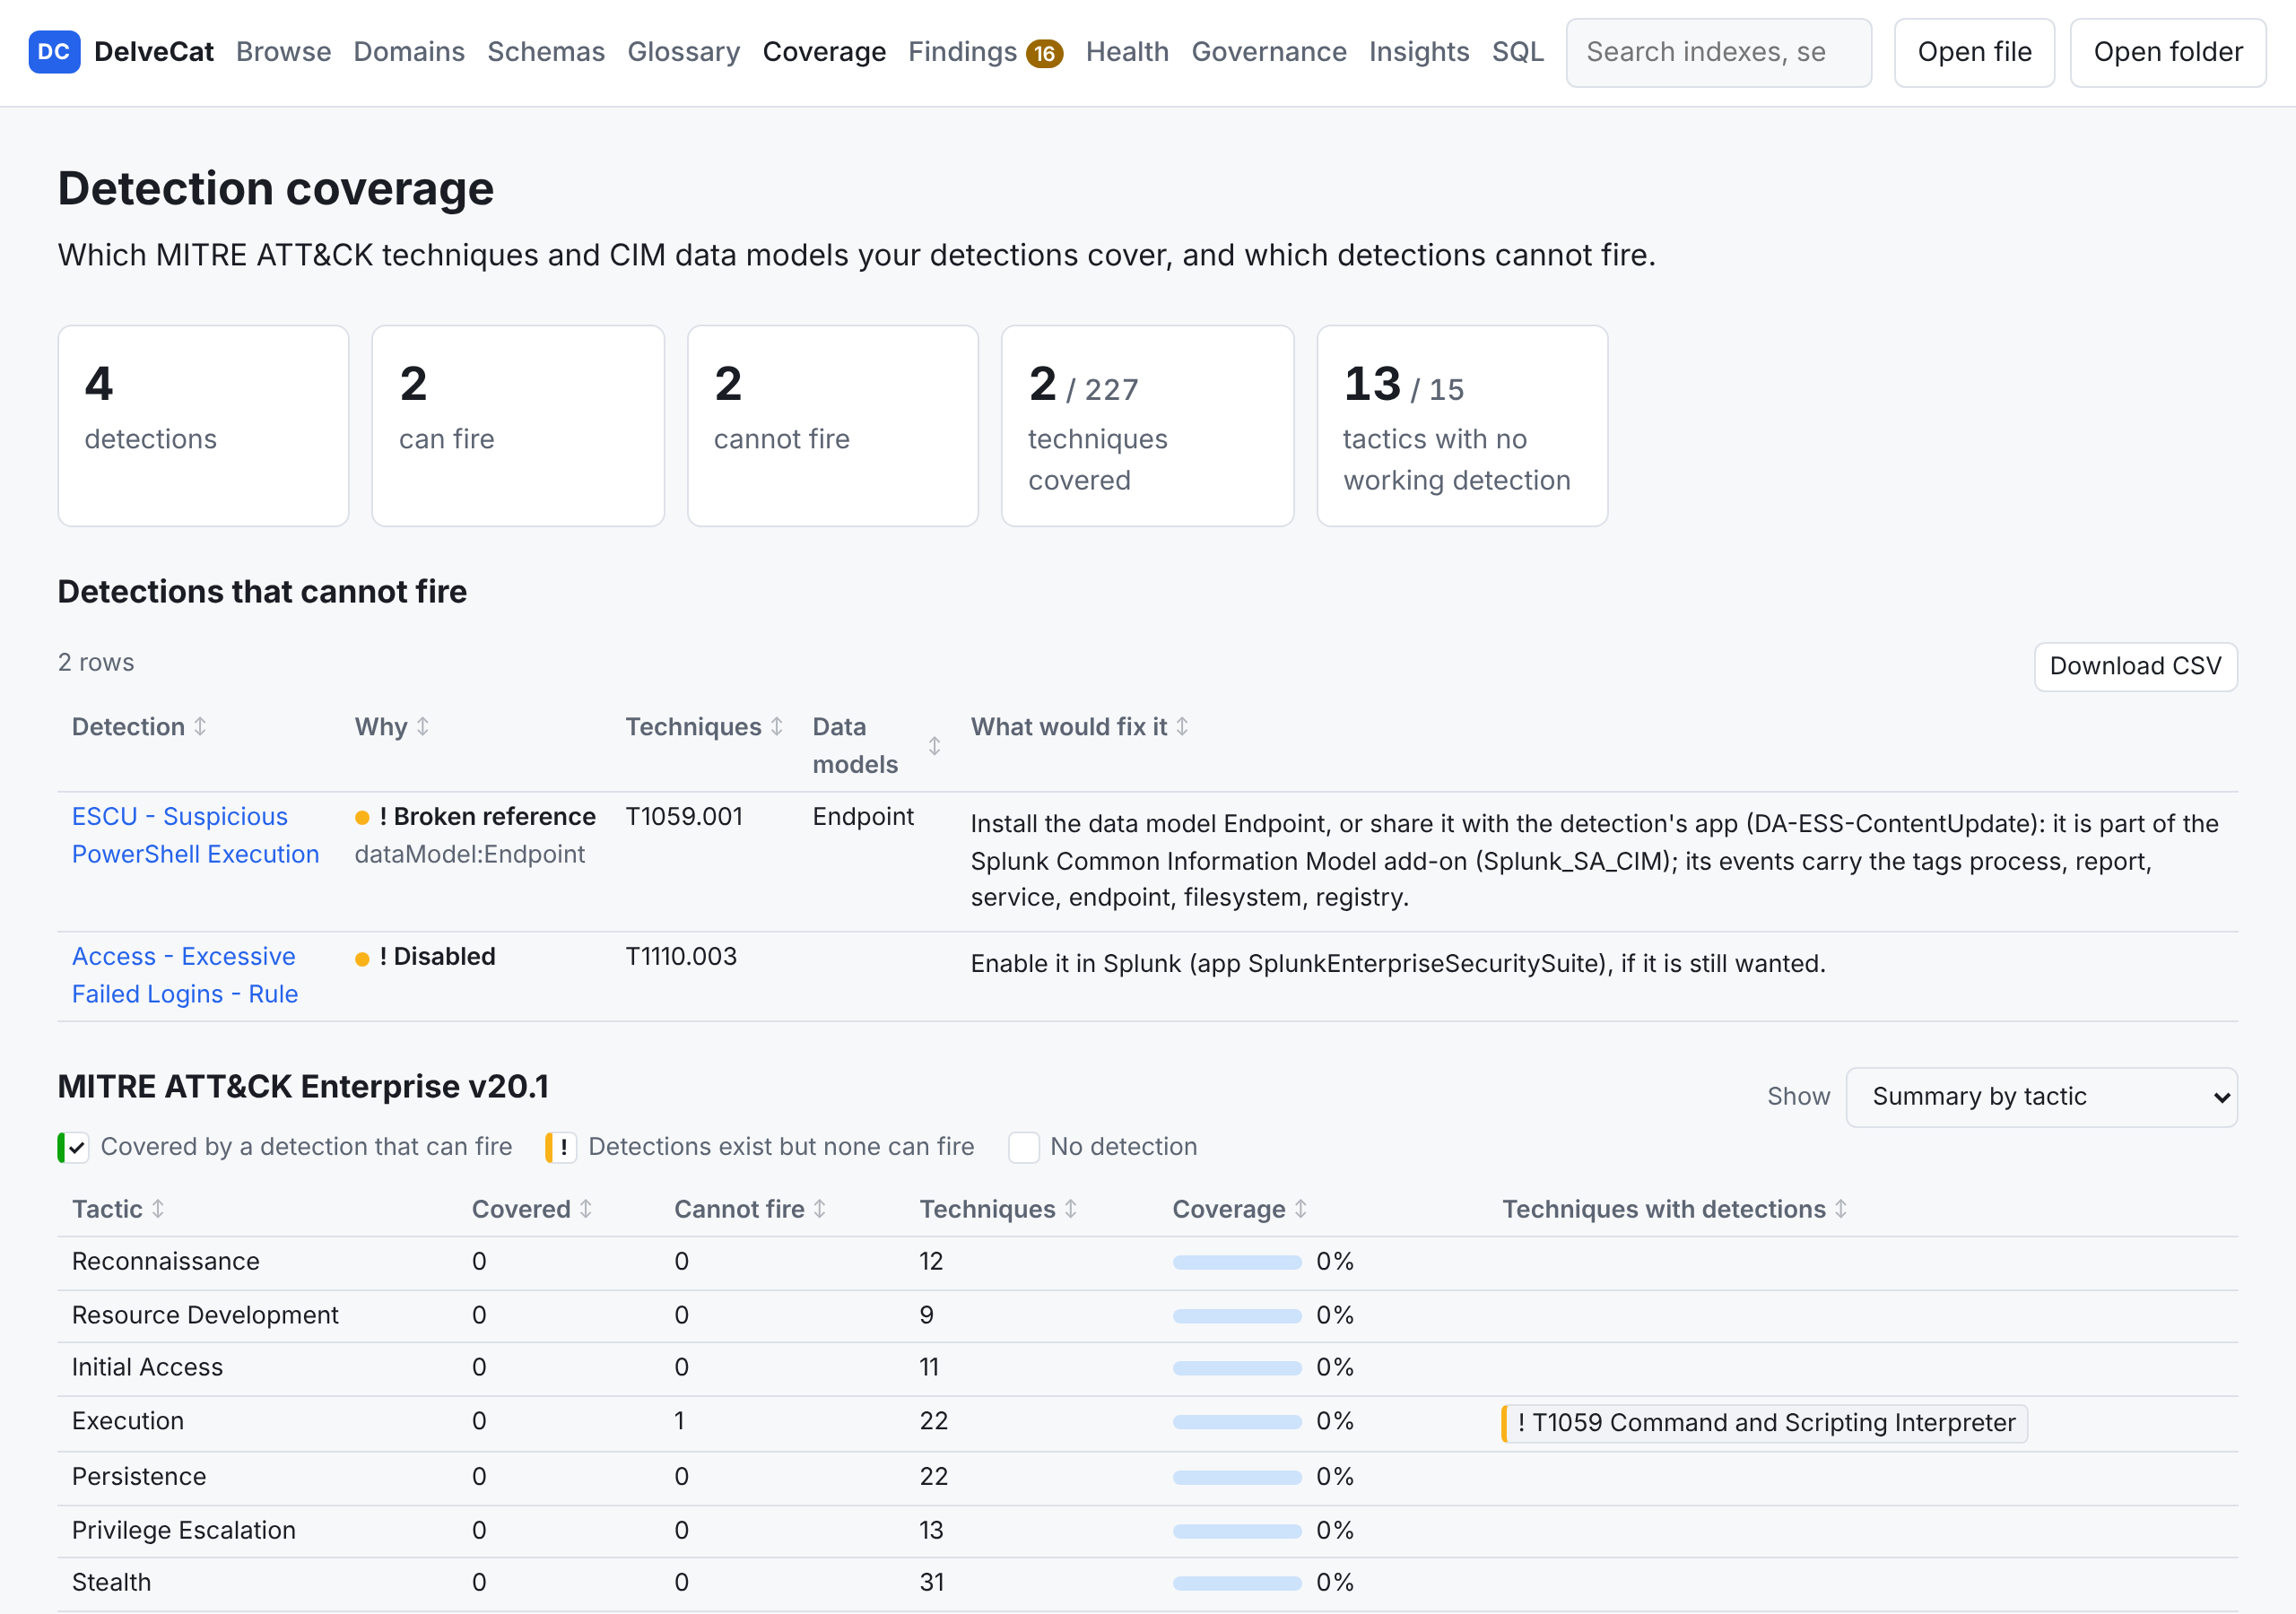 DC DelveCat Browse Domains Schemas Glossary Coverage Findings 16 Health Governance Insights SQL Search indexes, se Open file Open folder
Detection coverage
Which MITRE ATT&CK techniques and CIM data models your detections cover, and which detections cannot fire.
4
detections
2
can fire
2
cannot fire
2 / 227
techniques
covered
13 / 15
tactics with no
working detection
Detections that cannot fire
2 rows
Download CSV
Detection Why Techniques Data models What would fix it
ESCU - Suspicious
PowerShell Execution
! Broken reference
dataModel:Endpoint
T1059.001
Endpoint
Install the data model Endpoint, or share it with the detection's app (DA-ESS-ContentUpdate): it is part of the
Splunk Common Information Model add-on (Splunk_SA_CIM); its events carry the tags process, report,
service, endpoint, filesystem, registry.
Access - Excessive
Failed Logins - Rule
! Disabled
T1110.003
Enable it in Splunk (app SplunkEnterpriseSecuritySuite), if it is still wanted.
MITRE ATT&CK Enterprise v20.1
Show Summary by tactic
Covered by a detection that can fire ! Detections exist but none can fire No detection
Tactic Covered Cannot fire Techniques Coverage Techniques with detections
Reconnaissance 0 0 12 0%
Resource Development 0 0 9 0%
Initial Access 0 0 11 0%
Execution 0 1 22 0% ! T1059 Command and Scripting Interpreter
Persistence 0 0 22 0%
Privilege Escalation 0 0 13 0%
Stealth 0 0 31 0%